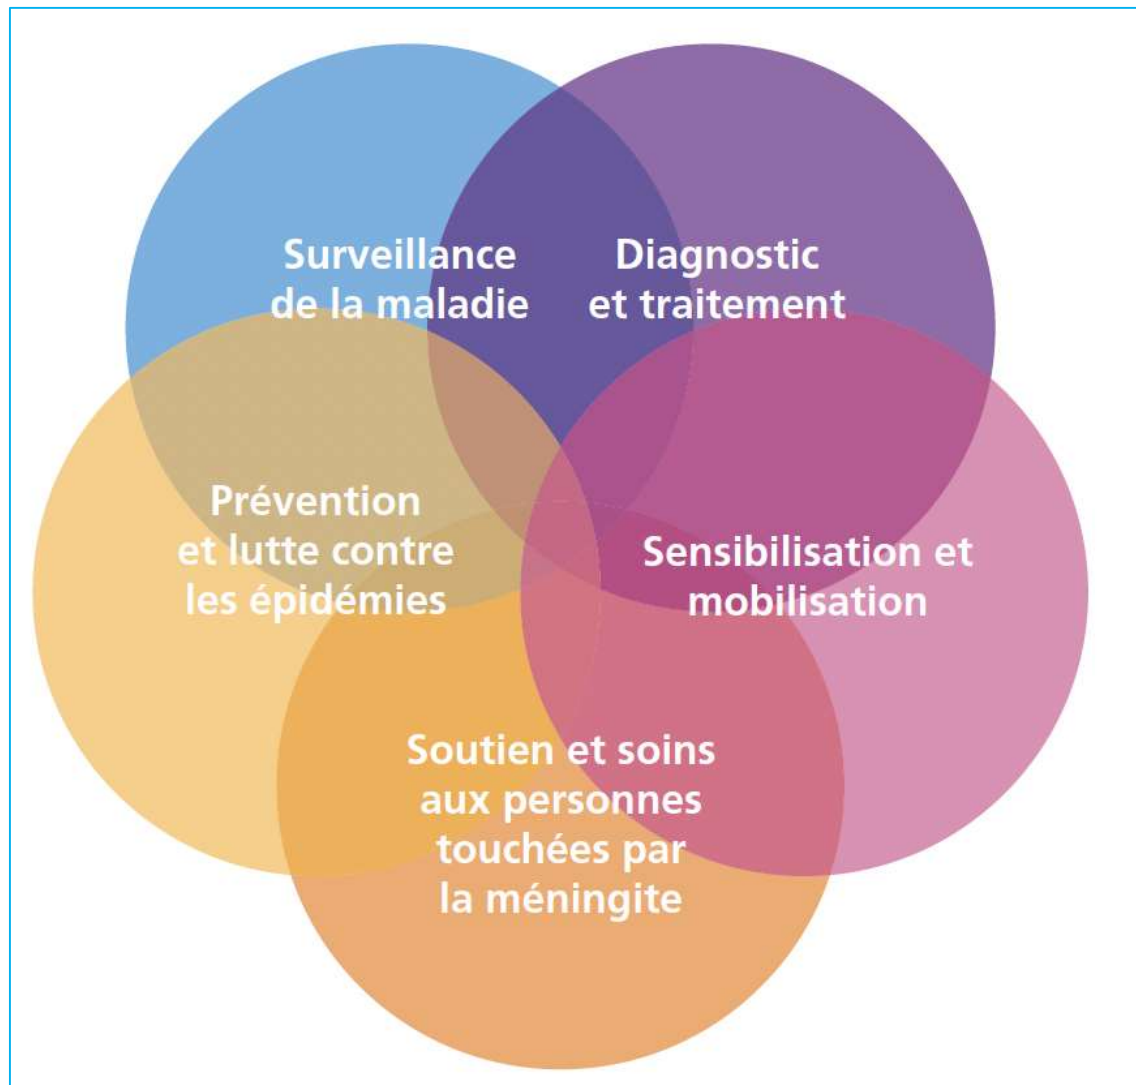 Surveillance
de la maladie
Diagnostic
et traitement
Prévention
et lutte contre
les épidémies
Sensibilisation et
mobilisation
Soutien et soins
aux personnes
touchées par
la méningite